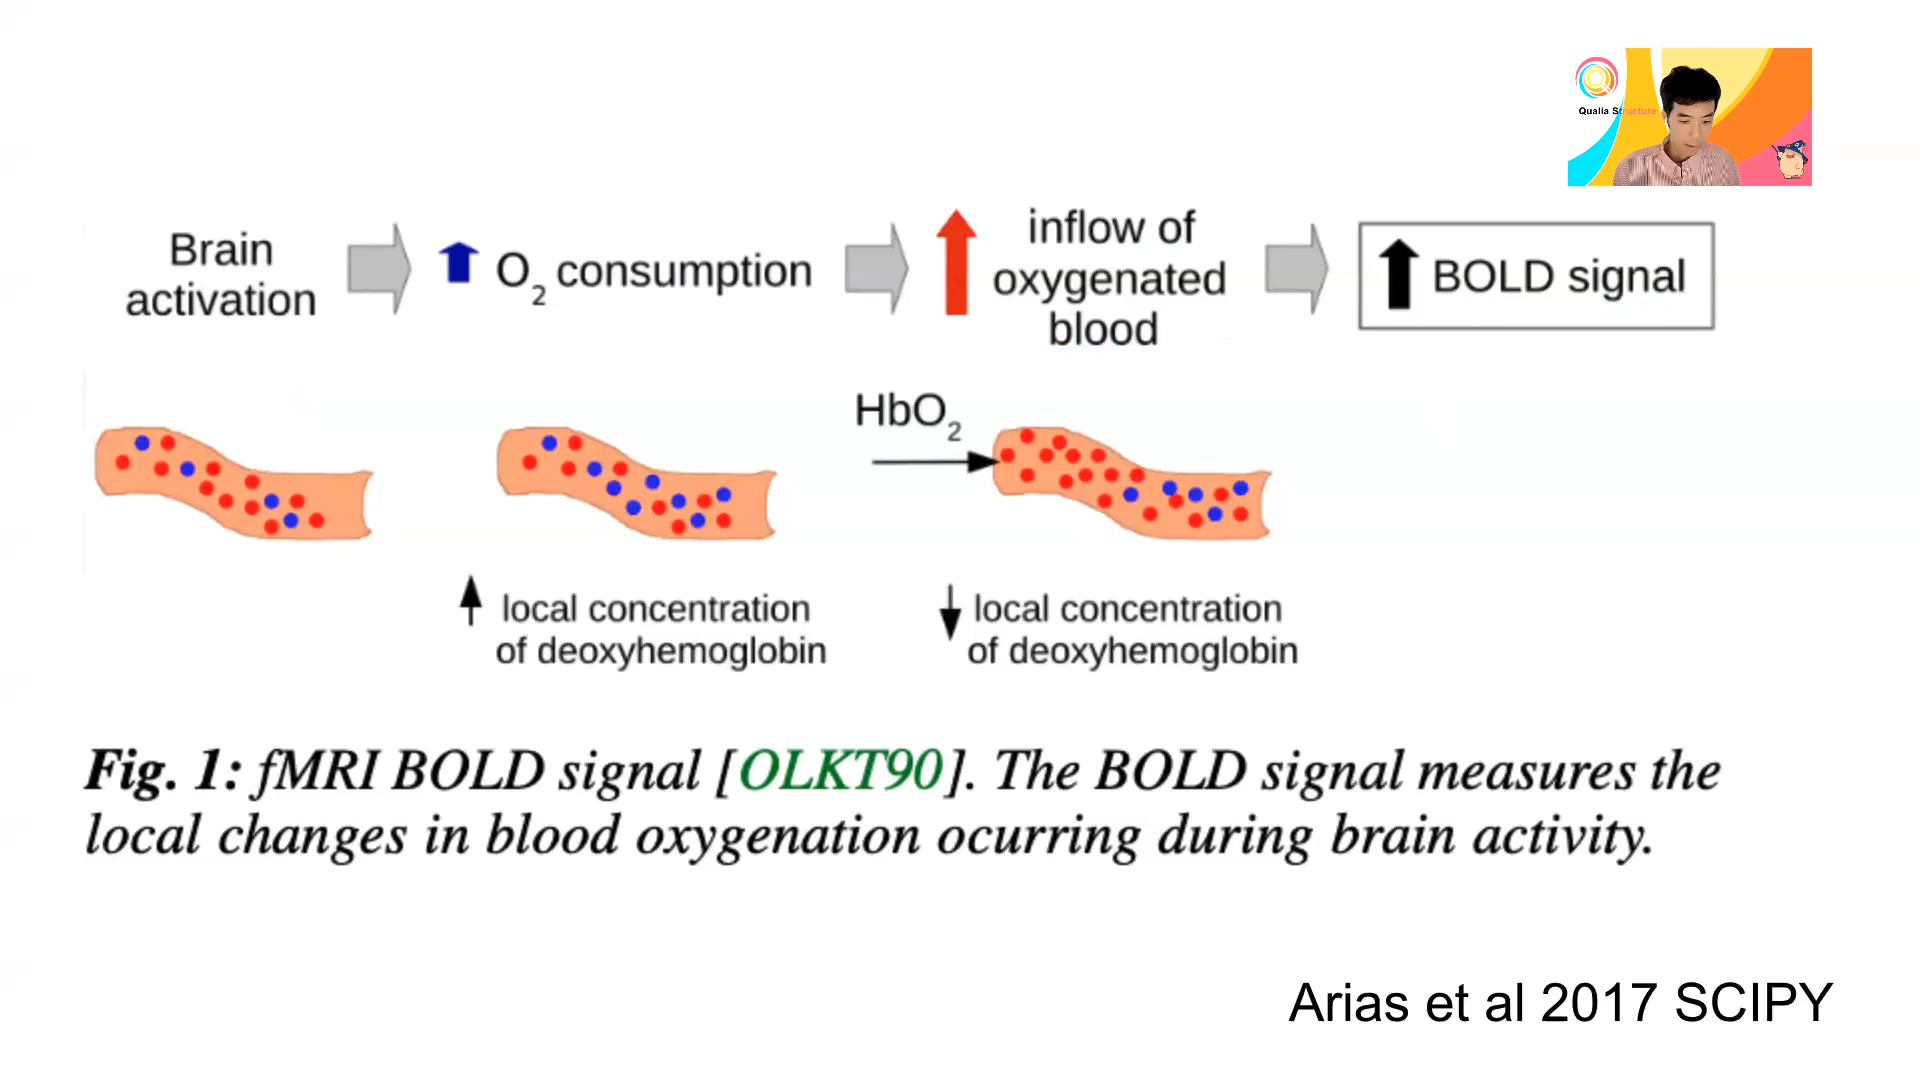 Qualia Structure
Brain
activation
O2 consumption
inflow of
oxygenated
blood
BOLD signal
HbO2
local concentration
of deoxyhemoglobin
local concentration
of deoxyhemoglobin
Fig. 1: fMRI BOLD signal [OLKT90]. The BOLD signal measures the
local changes in blood oxygenation ocurring during brain activity.
Arias et al 2017 SCIPY